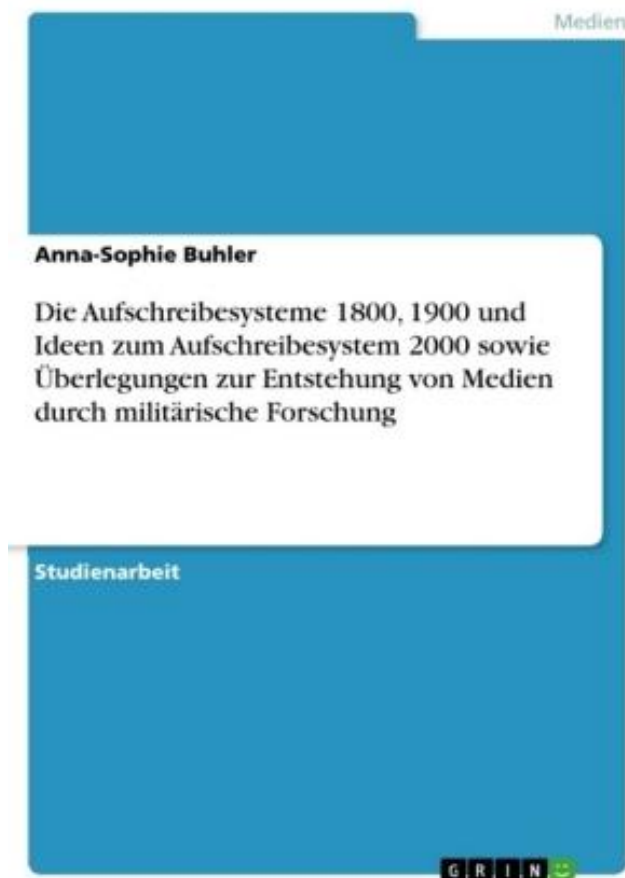 Medien
Anna-Sophie Buhler
Die Aufschreibesysteme 1800, 1900 und
Ideen zum Aufschreibesystem 2000 sowie
Überlegungen zur Entstehung von Medien
durch militärische Forschung
Studienarbeit
GRIN